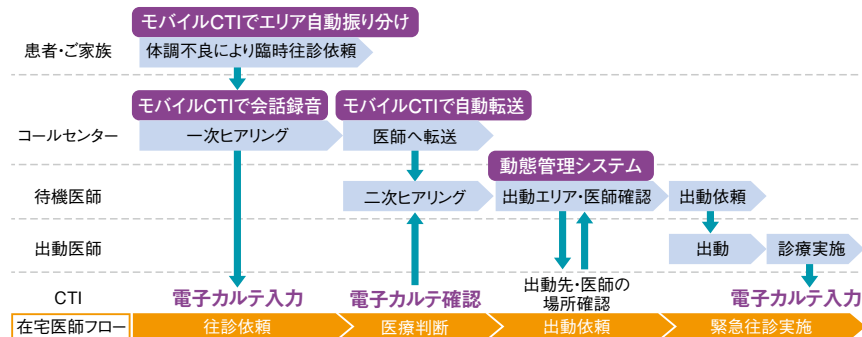 モバイルCTIでエリア自動振り分け
患者・ご家族
体調不良により臨時往診依頼
モバイルCTIで会話録音
モバイルCTIで自動転送
コールセンター
一次ヒアリング
医師へ転送
動態管理システム
待機医師
二次ヒアリング
出動エリア・医師確認
出動依頼
出動医師
出動
診療実施
CTI
電子カルテ入力
電子カルテ確認
出動先・医師の
場所確認
電子カルテ入力
在宅医師フロー
往診依頼
医療判断
出動依頼
緊急往診実施